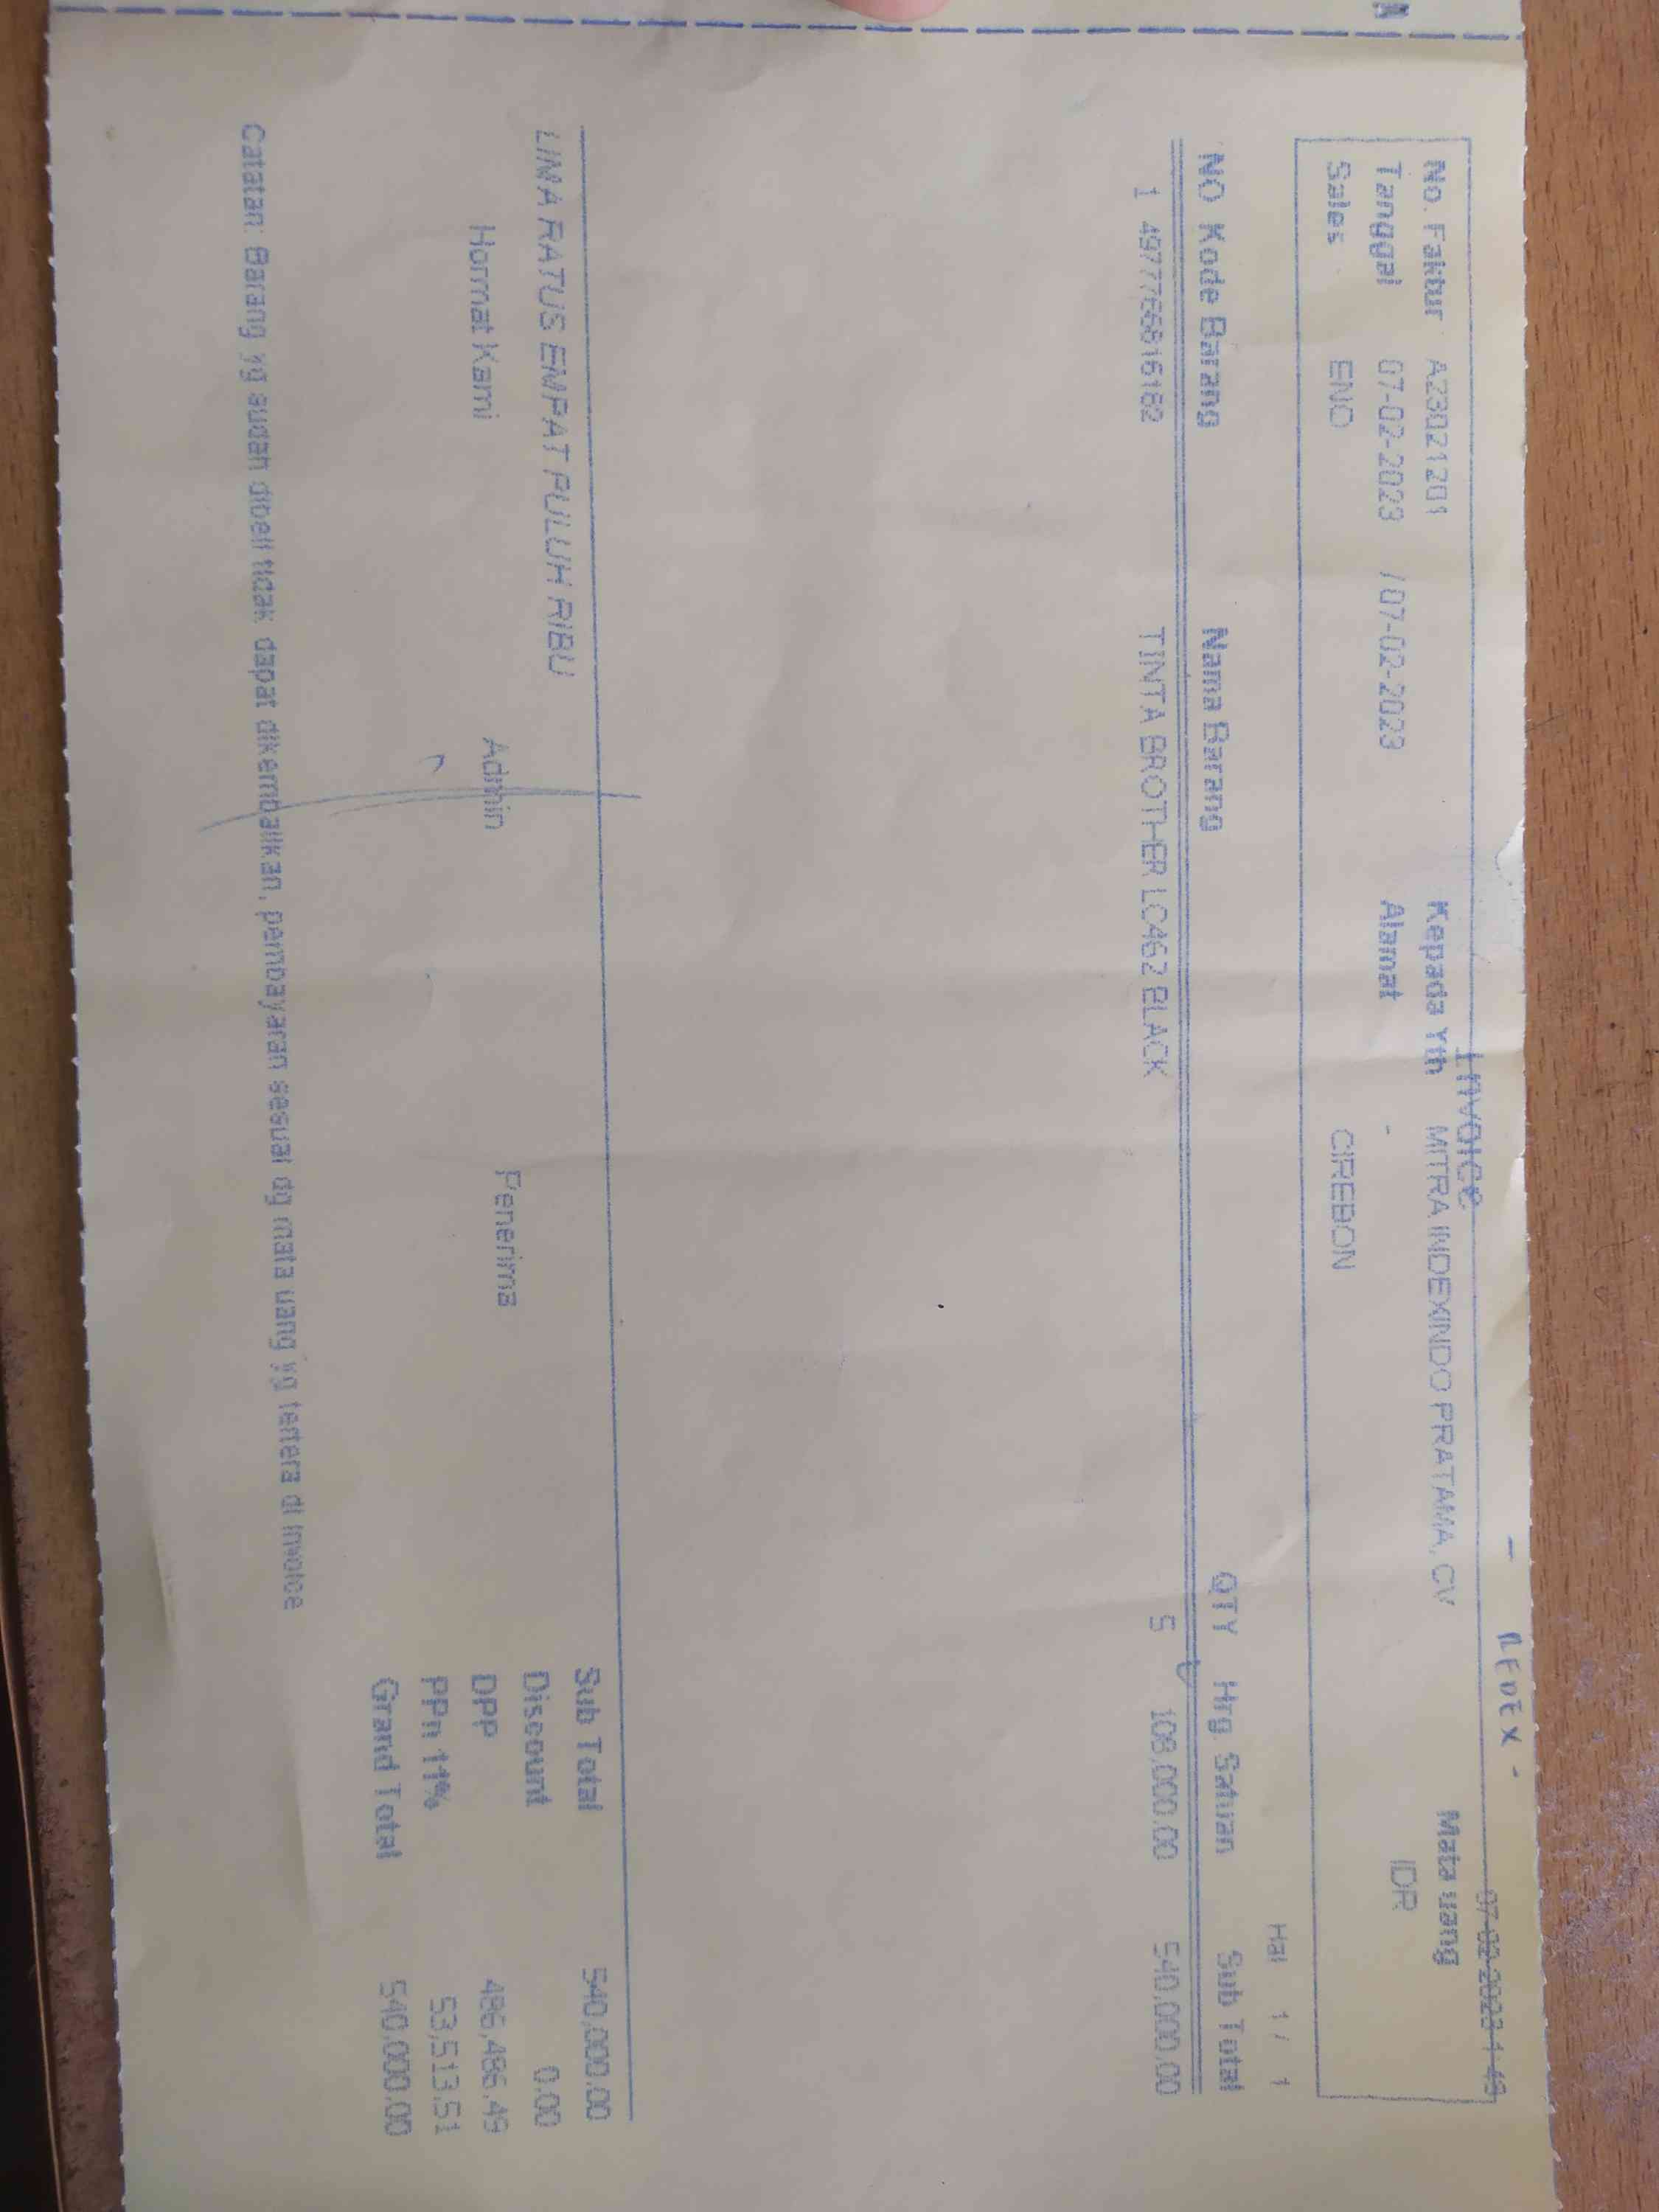 - REDEX -
Invoice
07-02-2023 1:49
No. Faktur A23021201 Kepada Yth MITRA INDEXINDO PRATAMA, CV Mata uang
Tanggal 07-02-2023 / 07-02-2023 Alamat - IDR
Sales ENO CIREBON
Hal 1 / 1
NO Kode Barang Nama Barang QTY Hrg. Satuan Sub Total
1 4977766816182 TINTA BROTHER LC462 BLACK 5 108,000.00 540,000.00
Sub Total 540,000.00
LIMA RATUS EMPAT PULUH RIBU
Discount 0.00
Hormat Kami Admin Penerima
DPP 486,486.49
PPn 11% 53,513.51
Grand Total 540,000.00
Catatan: Barang yg sudah dibeli tidak dapat dikembalikan, pembayaran sesuai dg mata uang yg tertera di invoice